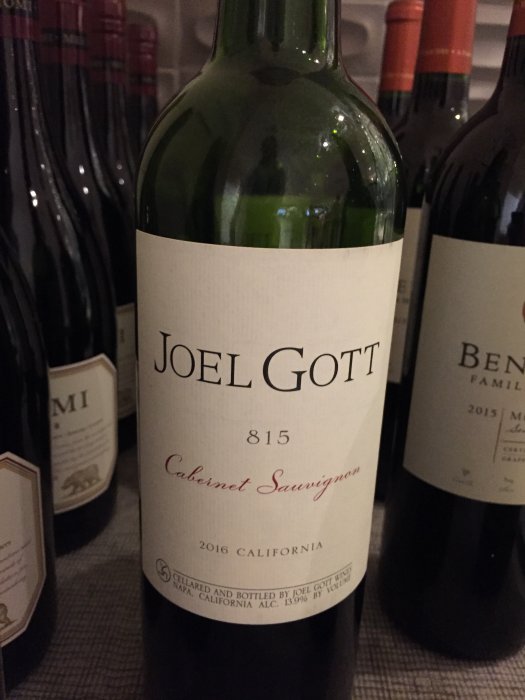 JOEL GOTT
815
Cabernet Sauvignon
2016 CALIFORNIA
CELLARED AND BOTTLED BY JOEL GOTT WINES
NAPA, CALIFORNIA ALC. 13.9% BY VOLUME
MI
BEN
FAMIL
2015 M